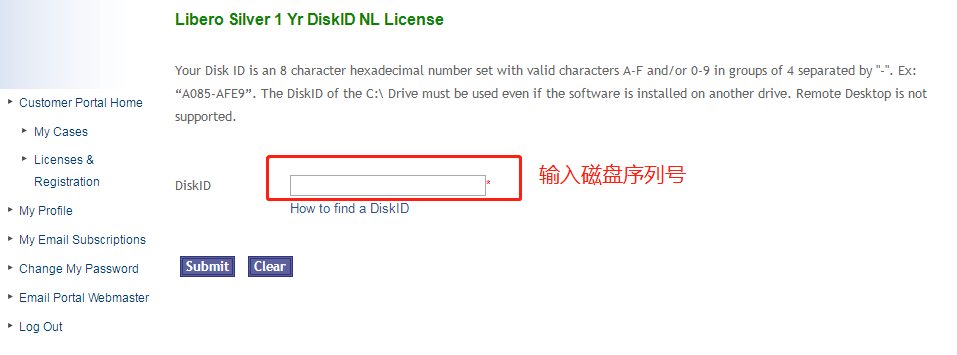 Libero Silver 1 Yr DiskID NL License
Your Disk ID is an 8 character hexadecimal number set with valid characters A-F and/or 0-9 in groups of 4 separated by "-". Ex:
“A085-AFE9”. The DiskID of the C:\ Drive must be used even if the software is installed on another drive. Remote Desktop is not
supported.
Customer Portal Home
My Cases
Licenses &
Registration
My Profile
My Email Subscriptions
Change My Password
Email Portal Webmaster
Log Out
DiskID
*
输入磁盘序列号
How to find a DiskID
Submit Clear